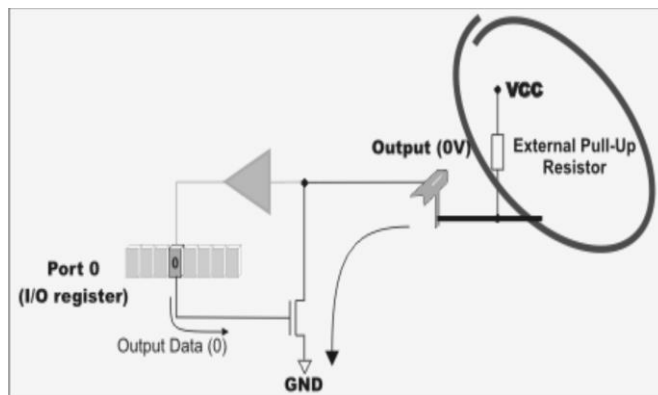 VCC
Output (0V)
External Pull-Up
Resistor
Port 0
(I/O register)
0
Output Data (0)
GND